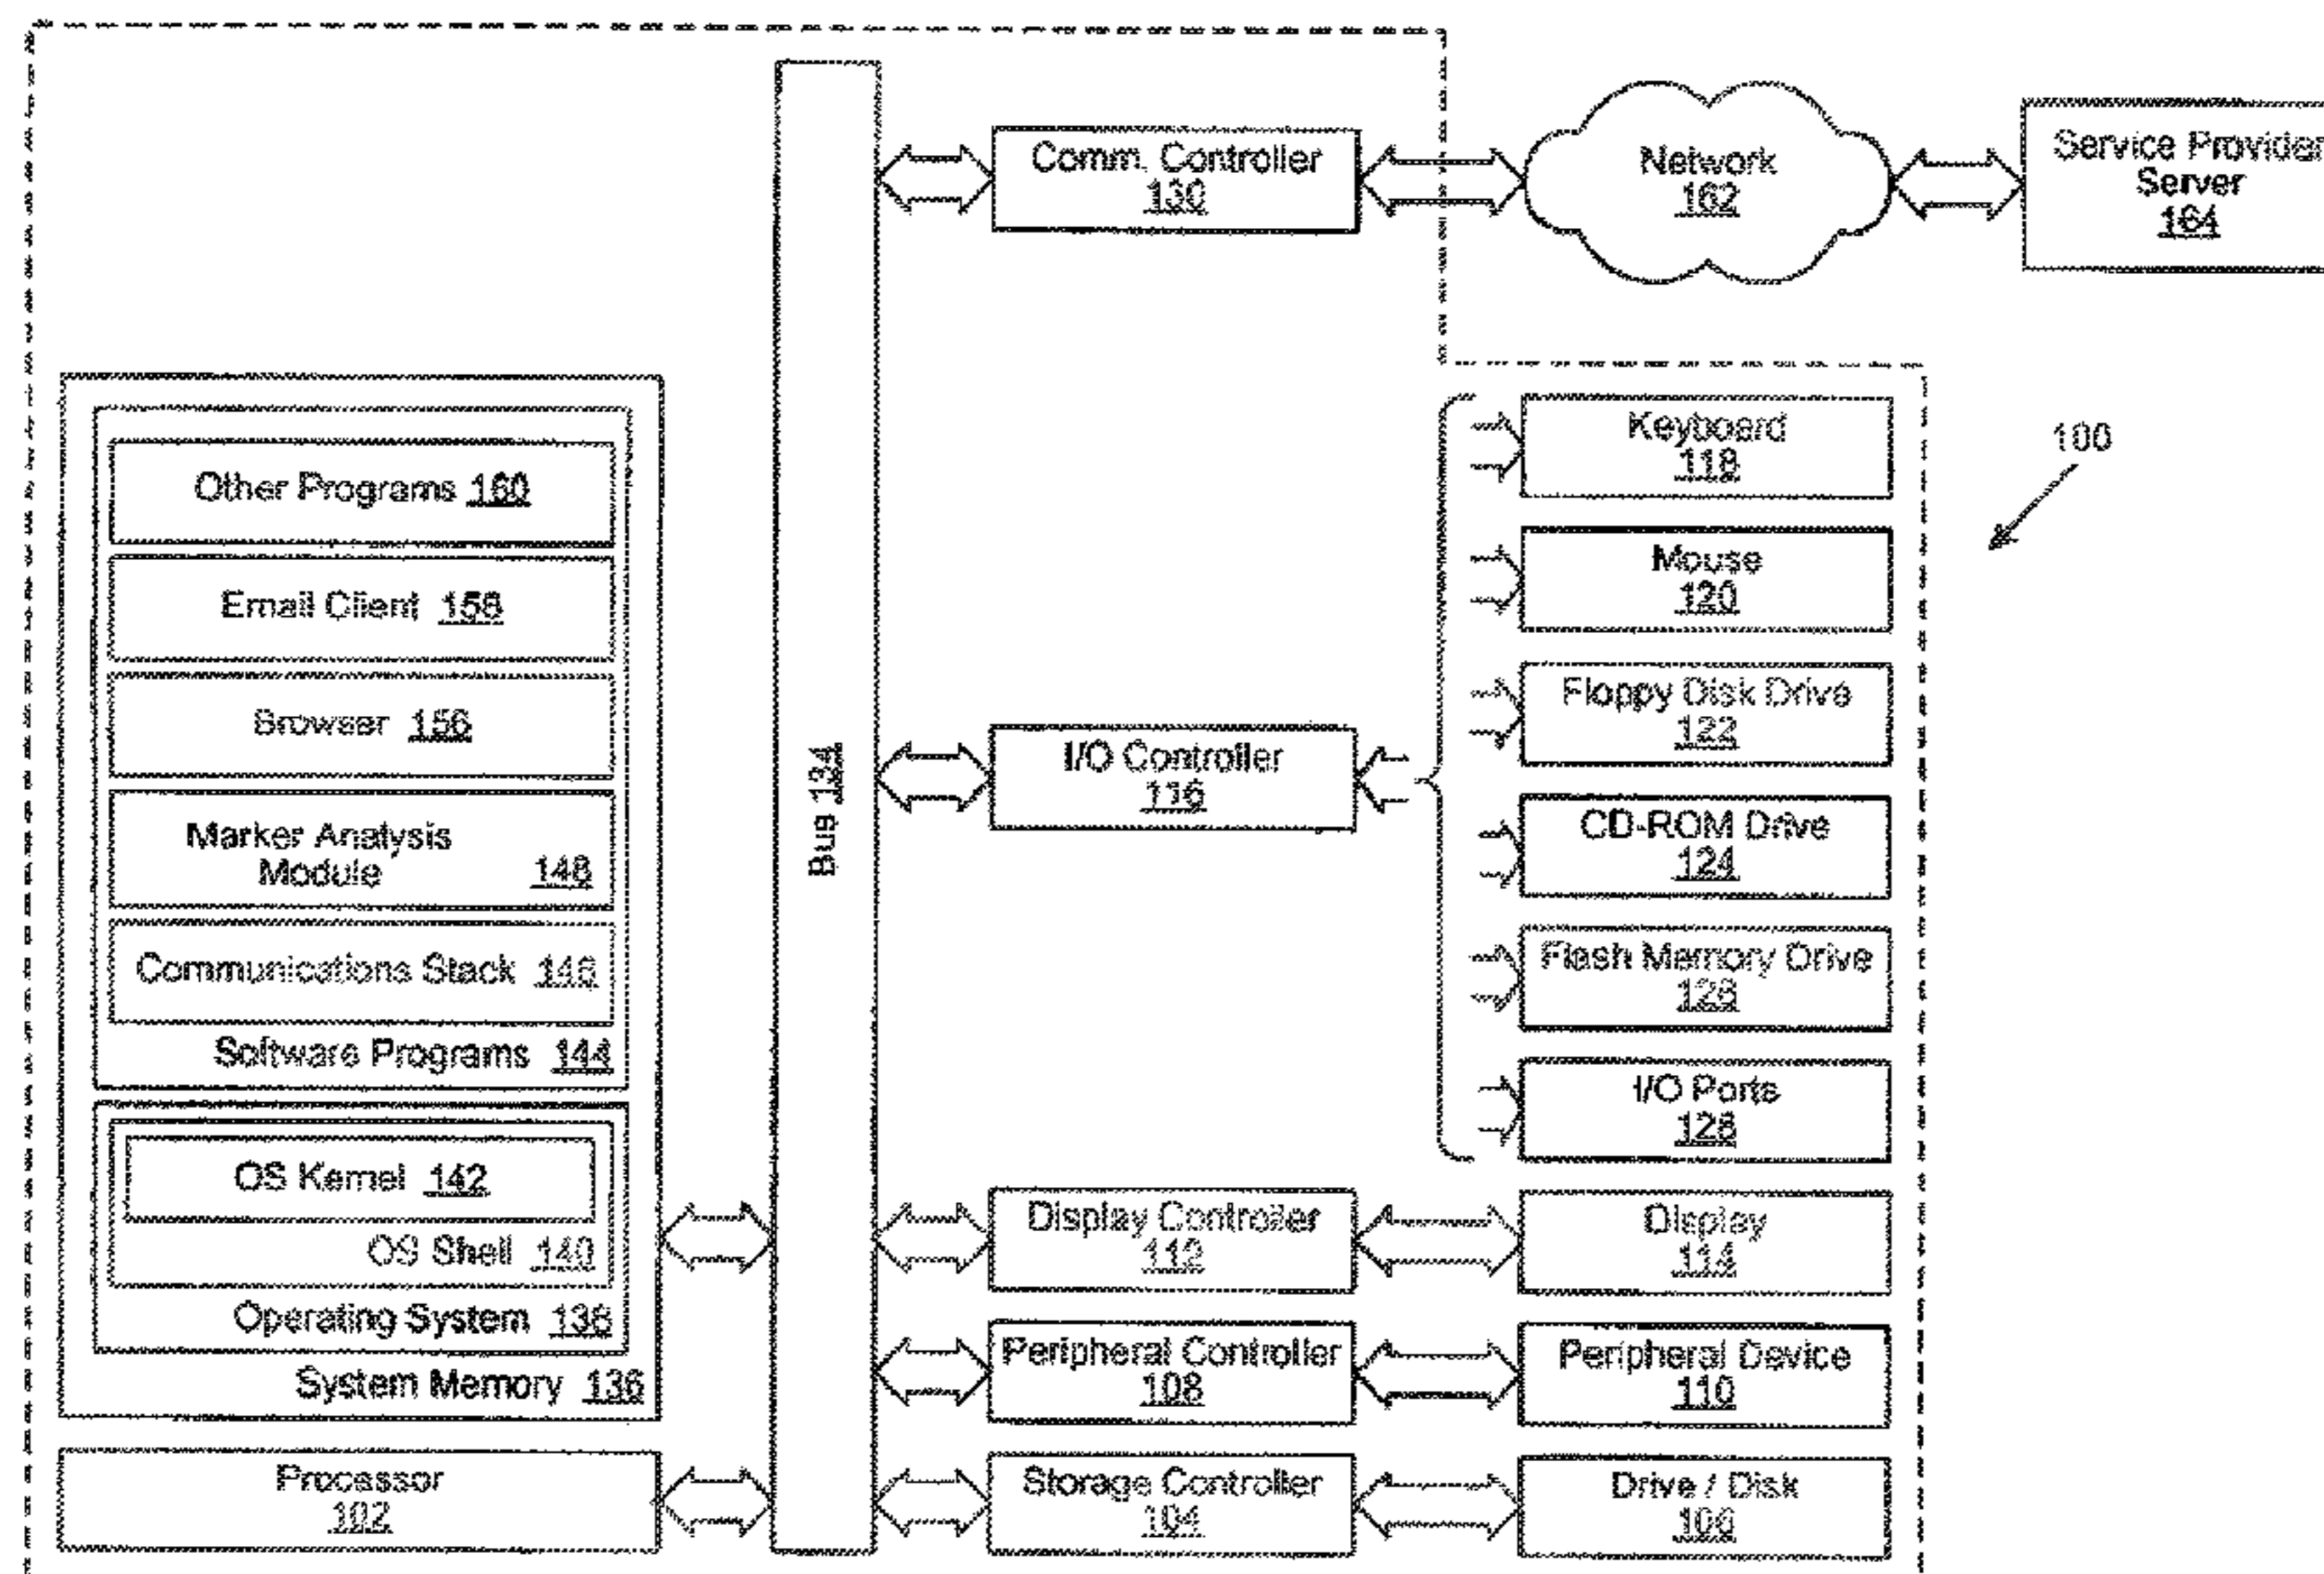 Comm. Controller
130
Network
162
Service Provider
Server
164
100
Other Programs 160
Email Client 158
Browser 156
Marker Analysis
Module 148
Communications Stack 146
Software Programs 144
OS Kernel 142
OS Shell 140
Operating System 138
System Memory 136
Processor
102
Bus 134
I/O Controller
116
Keyboard
118
Mouse
120
Floppy Disk Drive
122
CD-ROM Drive
124
Flash Memory Drive
126
I/O Ports
128
Display Controller
112
Display
114
Peripheral Controller
108
Peripheral Device
110
Storage Controller
104
Drive / Disk
106